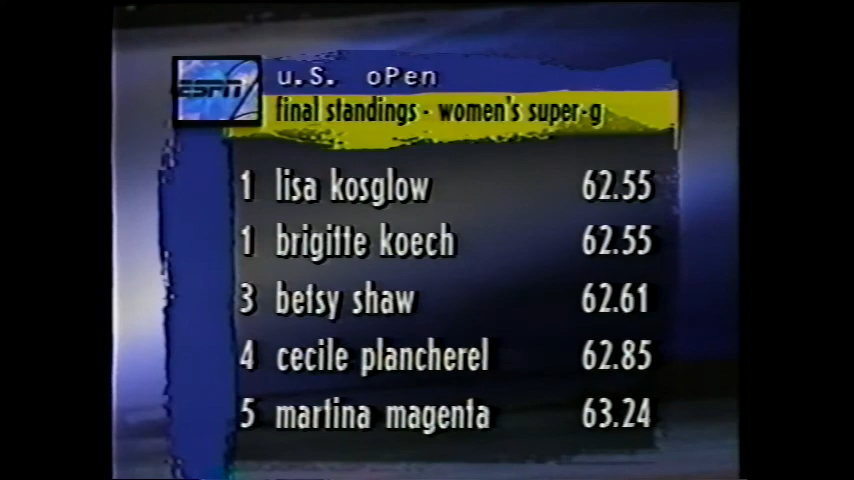 ESPN2
u.S. oPen
final standings - women's super-g
1 lisa kosglow 62.55
1 brigitte koech 62.55
3 betsy shaw 62.61
4 cecile plancherel 62.85
5 martina magenta 63.24